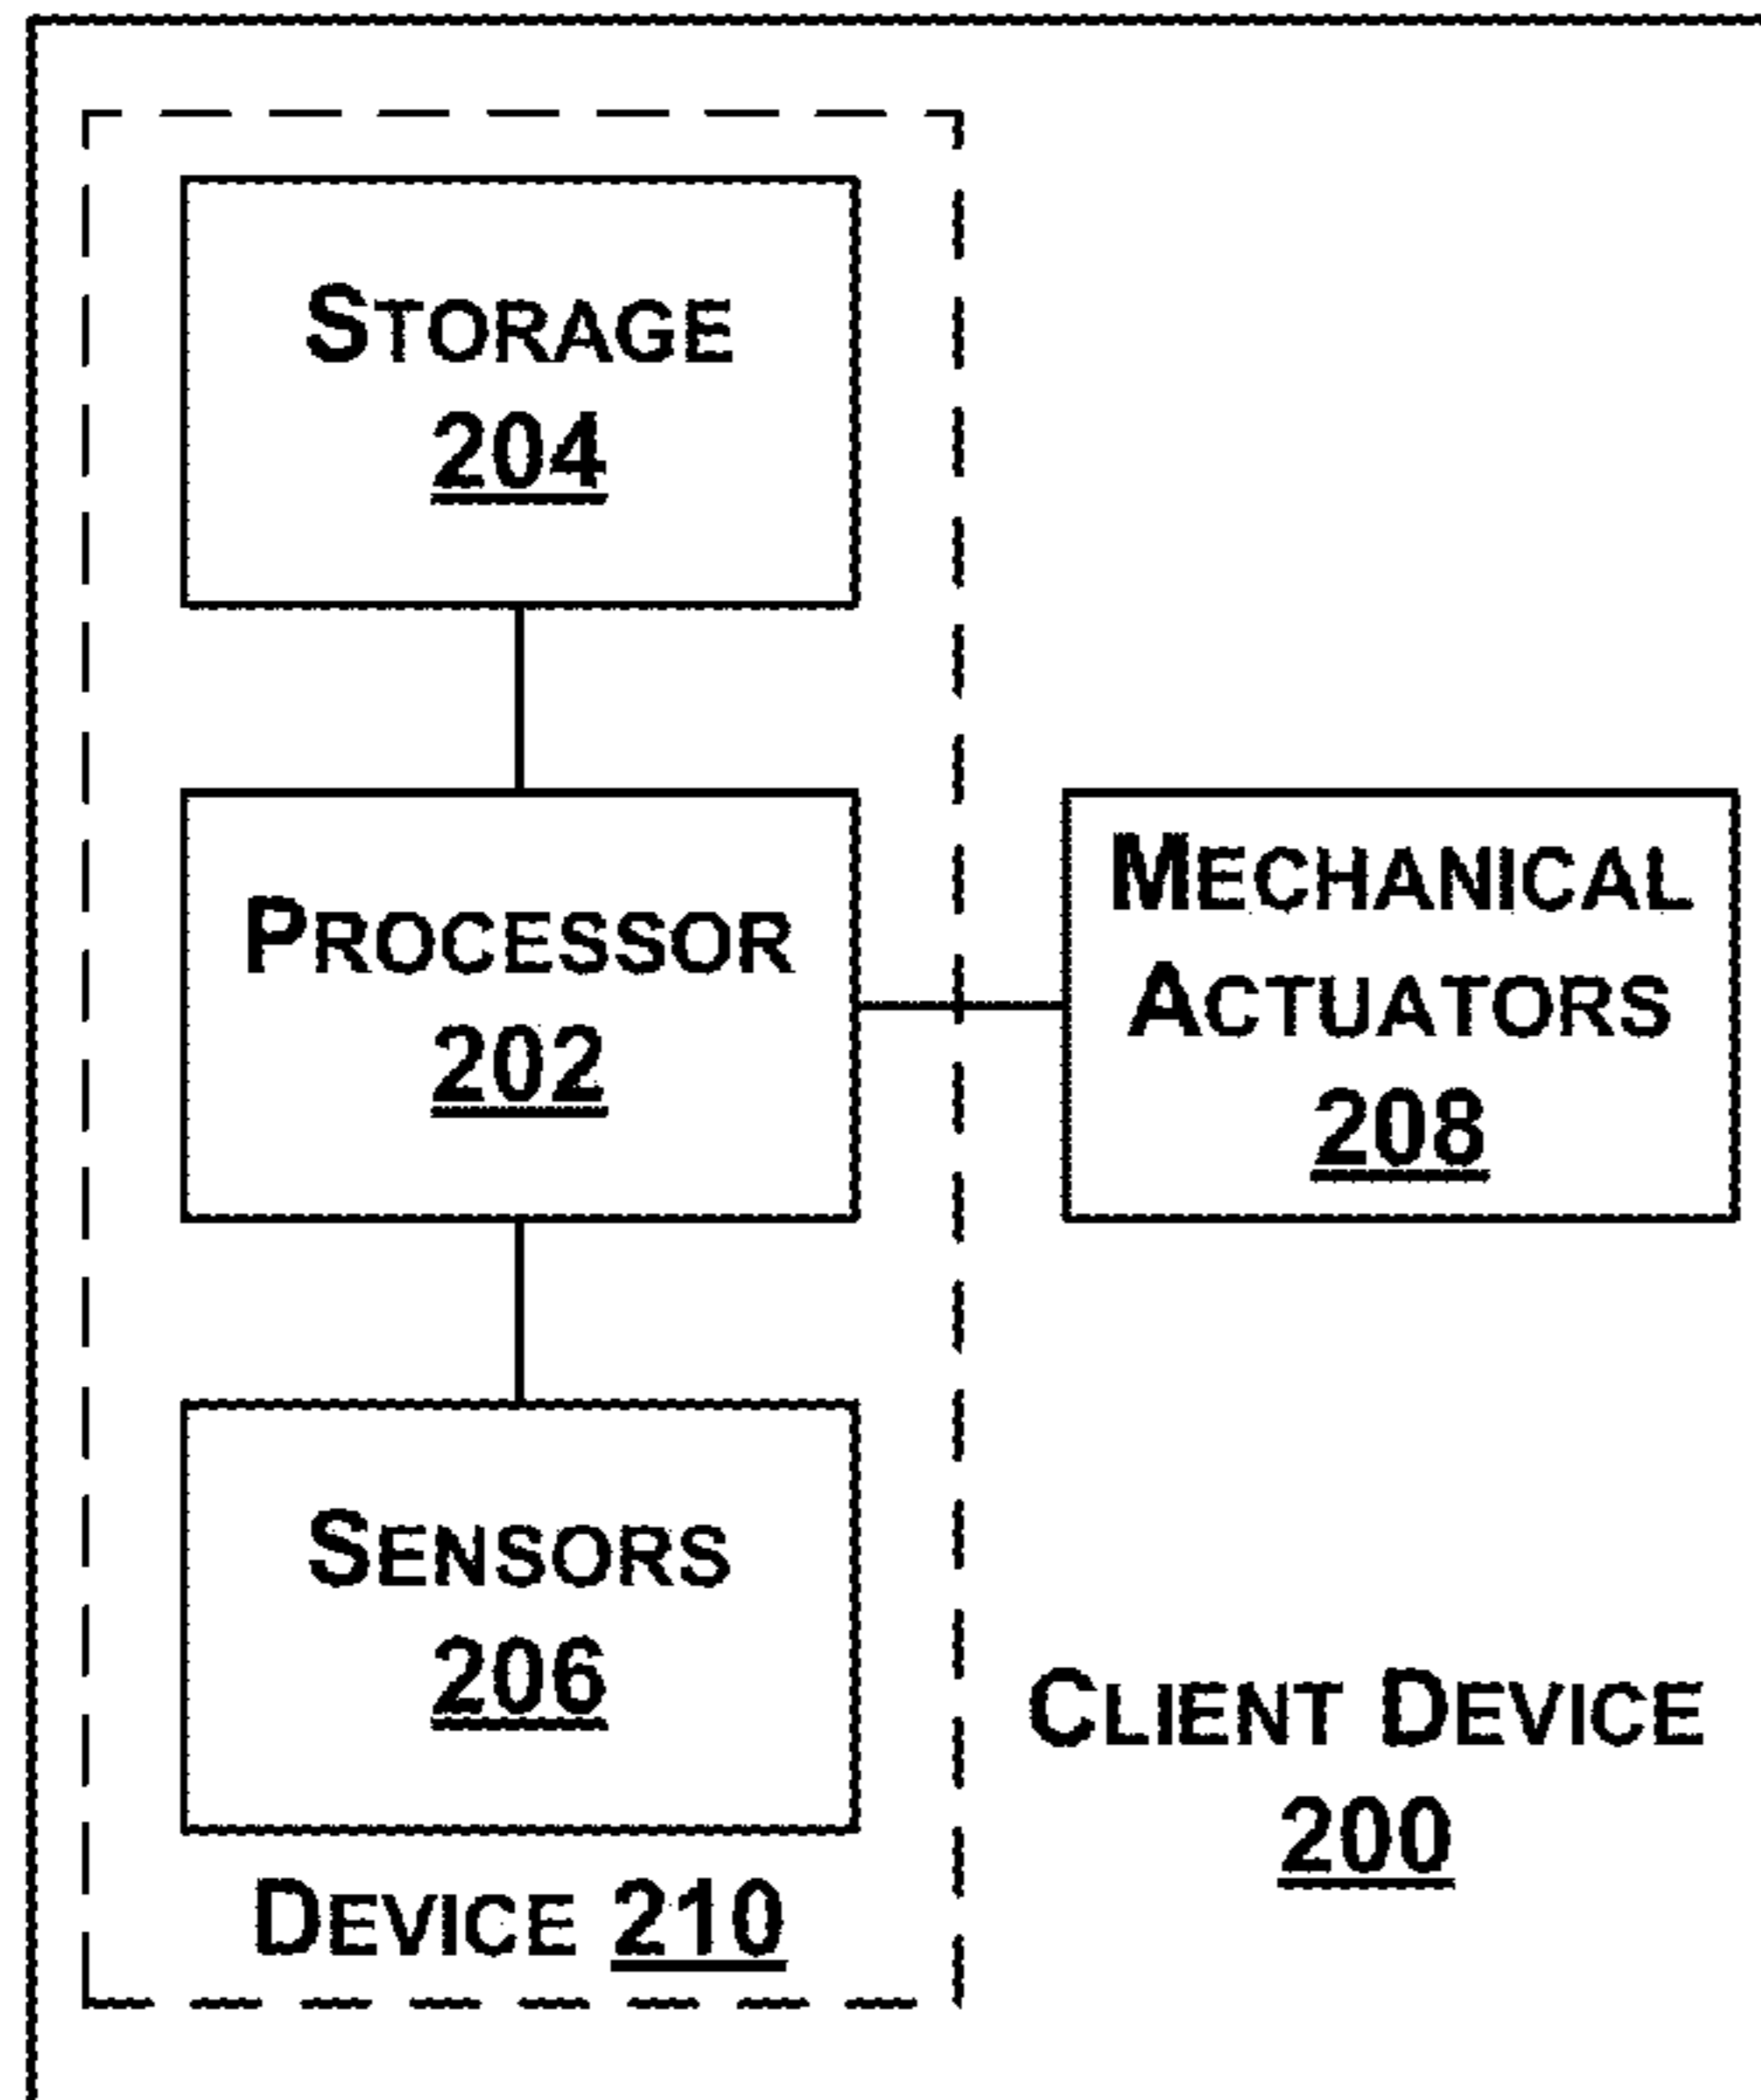 STORAGE
204
PROCESSOR
202
MECHANICAL
ACTUATORS
208
SENSORS
206
DEVICE 210
CLIENT DEVICE
200